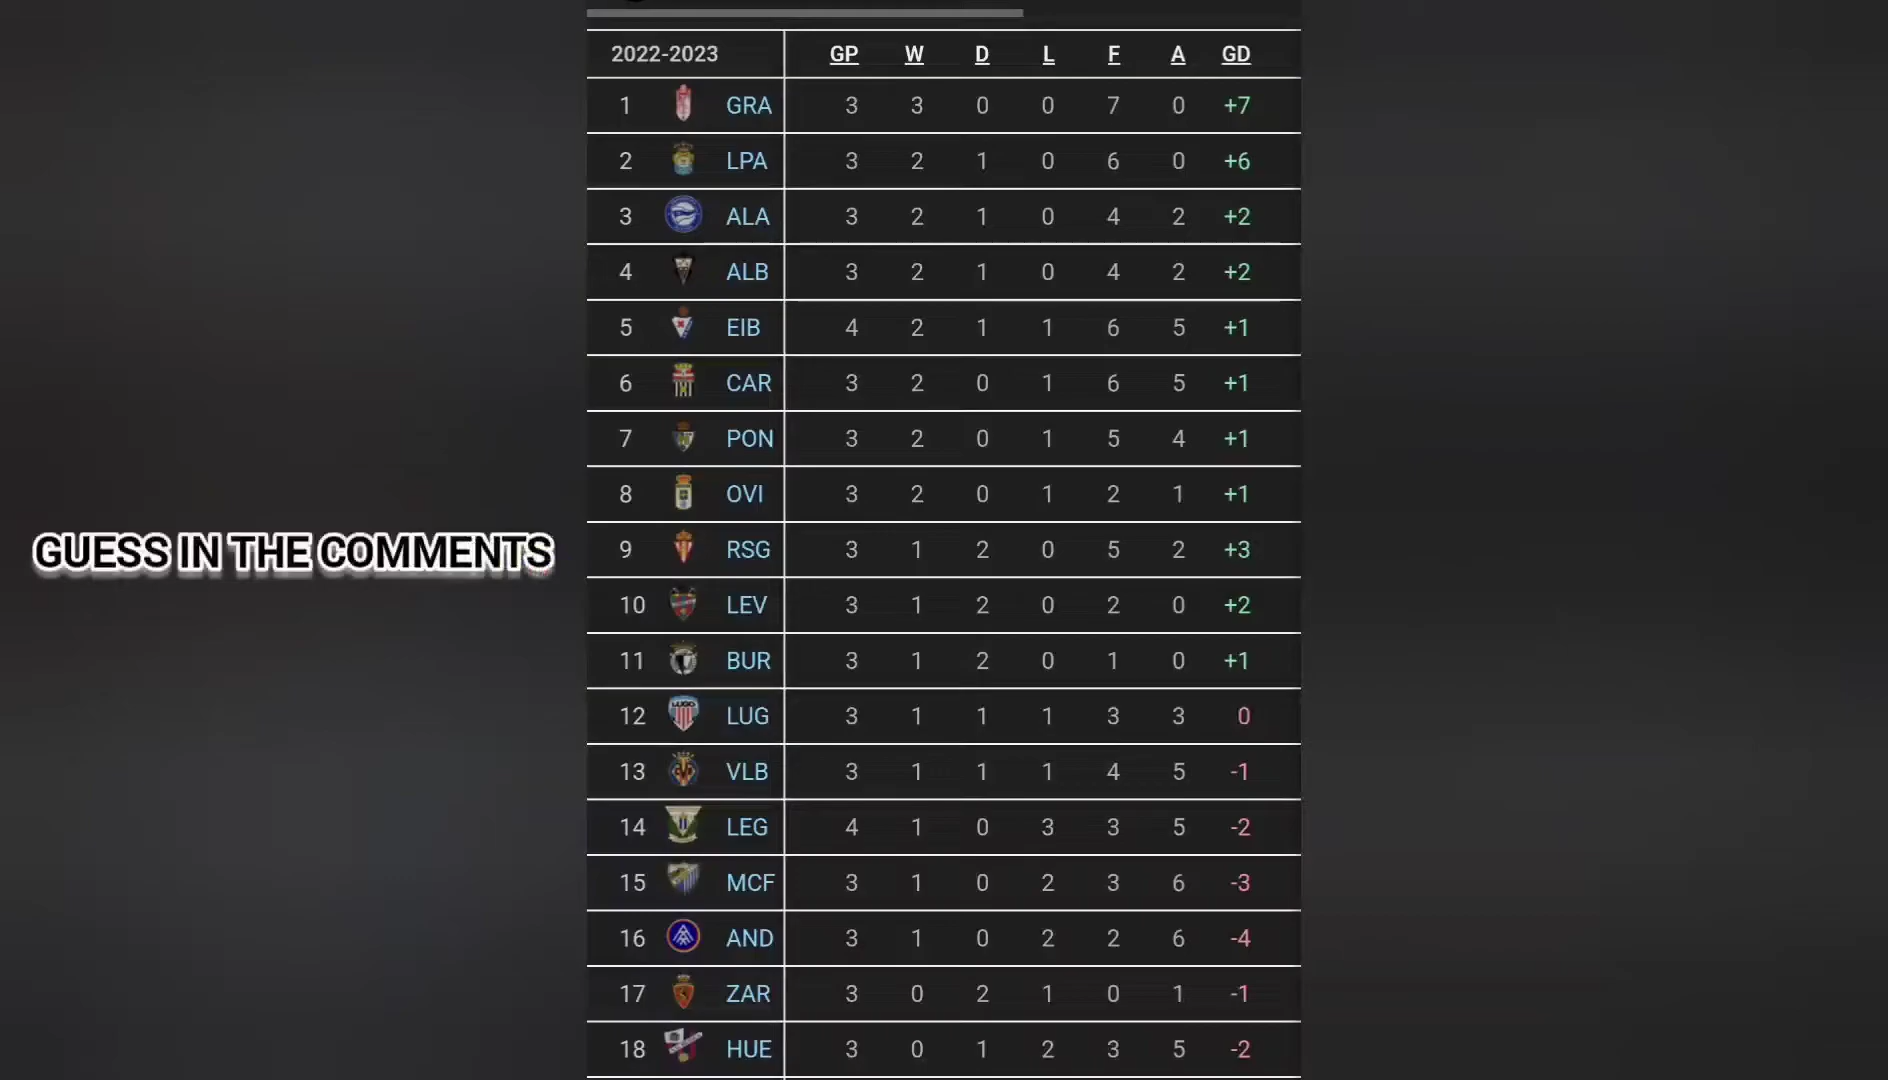 2022-2023 GP W D L F A GD
1 GRA 3 3 0 0 7 0 +7
2 LPA 3 2 1 0 6 0 +6
3 ALA 3 2 1 0 4 2 +2
4 ALB 3 2 1 0 4 2 +2
5 EIB 4 2 1 1 6 5 +1
6 CAR 3 2 0 1 6 5 +1
7 PON 3 2 0 1 5 4 +1
8 OVI 3 2 0 1 2 1 +1
GUESS IN THE COMMENTS
9 RSG 3 1 2 0 5 2 +3
10 LEV 3 1 2 0 2 0 +2
11 BUR 3 1 2 0 1 0 +1
12 LUG 3 1 1 1 3 3 0
13 VLB 3 1 1 1 4 5 -1
14 LEG 4 1 0 3 3 5 -2
15 MCF 3 1 0 2 3 6 -3
16 AND 3 1 0 2 2 6 -4
17 ZAR 3 0 2 1 0 1 -1
18 HUE 3 0 1 2 3 5 -2